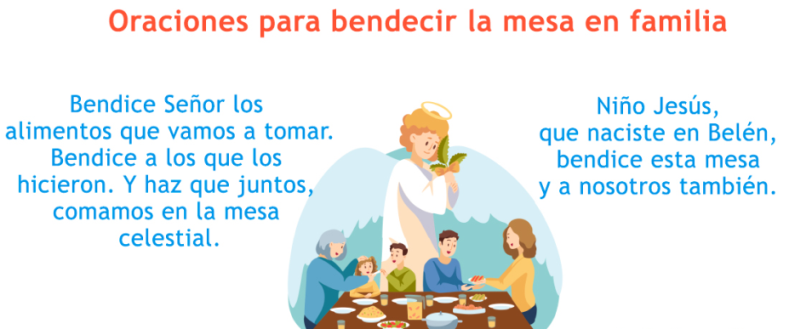 Oraciones para bendecir la mesa en familia
Bendice Señor los
alimentos que vamos a tomar.
Bendice a los que los
hicieron. Y haz que juntos,
comamos en la mesa
celestial.
Niño Jesús,
que naciste en Belén,
bendice esta mesa
y a nosotros también.